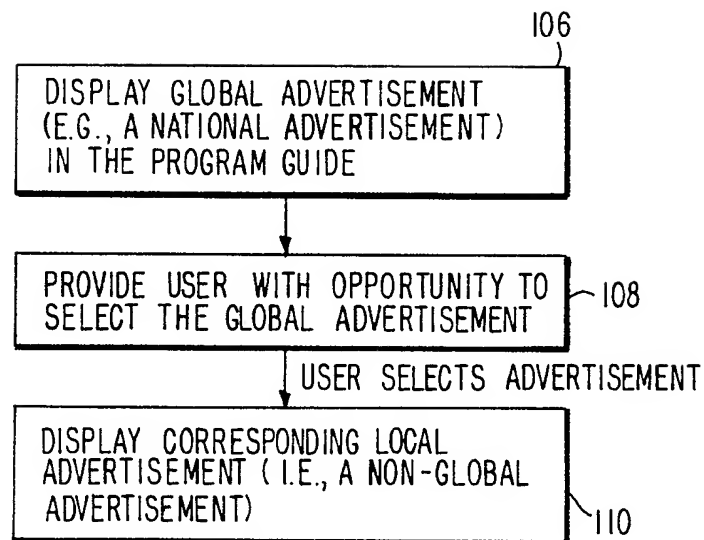 106
DISPLAY GLOBAL ADVERTISEMENT
(E.G., A NATIONAL ADVERTISEMENT)
IN THE PROGRAM GUIDE
PROVIDE USER WITH OPPORTUNITY TO
SELECT THE GLOBAL ADVERTISEMENT
108
USER SELECTS ADVERTISEMENT
DISPLAY CORRESPONDING LOCAL
ADVERTISEMENT ( I.E., A NON-GLOBAL
ADVERTISEMENT)
110